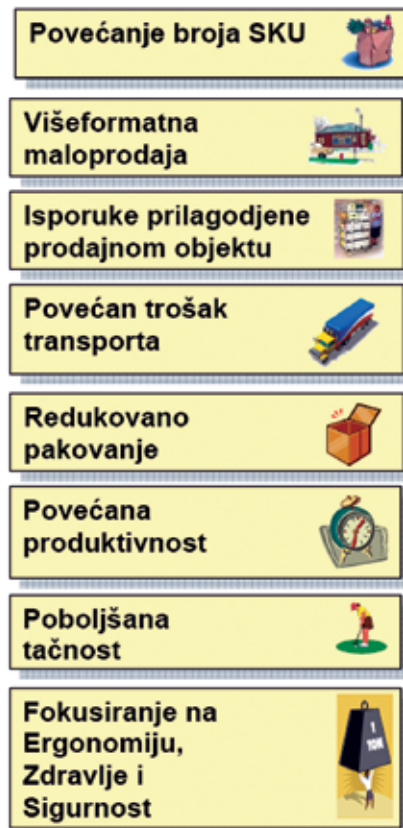 Povećanje broja SKU
Višeformatna
maloprodaja
Isporuke prilagodjene
prodajnom objektu
Povećan trošak
transporta
Redukovano
pakovanje
Povećana
produktivnost
Poboljšana
tačnost
Fokusiranje na
Ergonomiju,
Zdravlje i
Sigurnost
1
TON